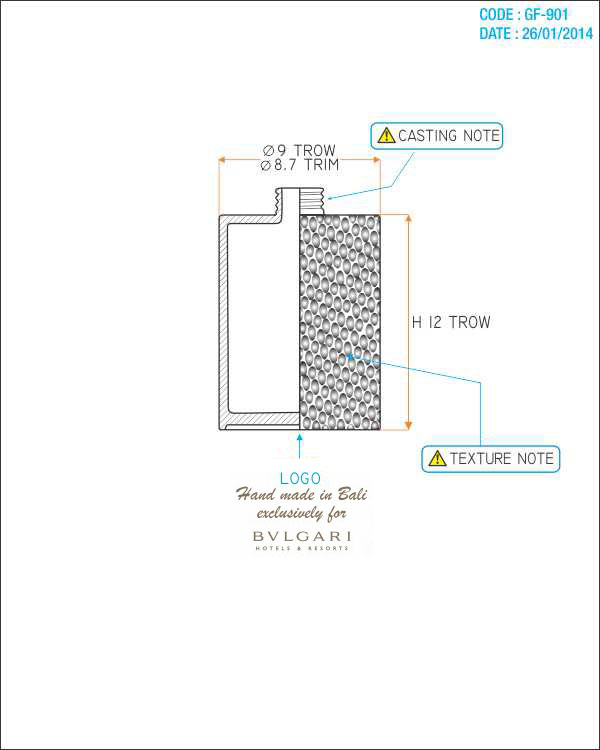 CODE : GF-901
DATE : 26/01/2014
CASTING NOTE
Ø9 TROW
Ø8.7 TRIM
H 12 TROW
TEXTURE NOTE
LOGO
Hand made in Bali
exclusively for
BVLGARI
HOTELS & RESORTS